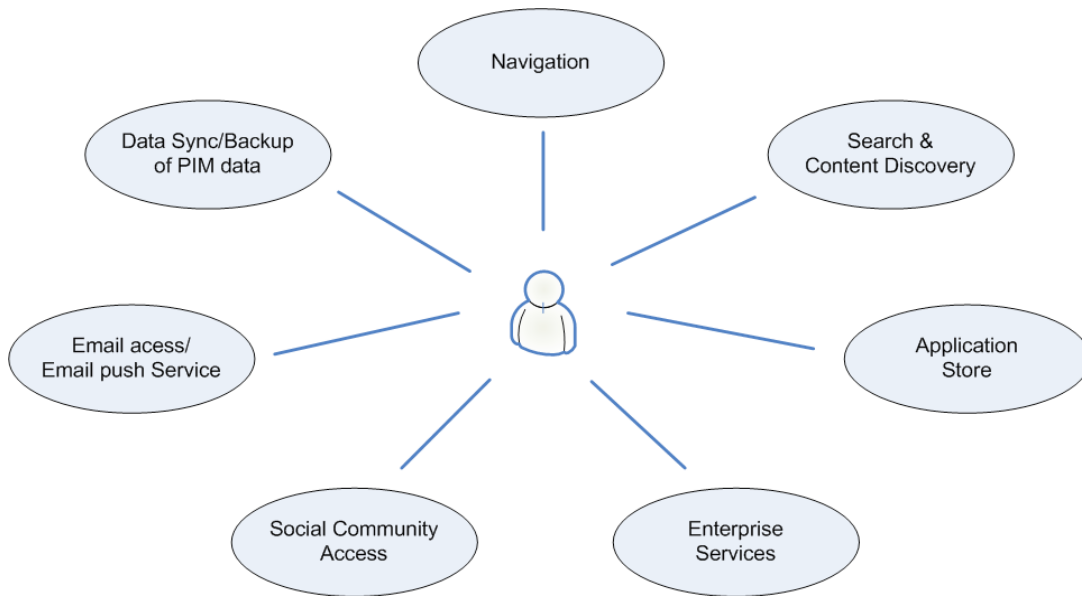 Navigation
Data Sync/Backup
of PIM data
Search &
Content Discovery
Email acess/
Email push Service
Application
Store
Social Community
Access
Enterprise
Services